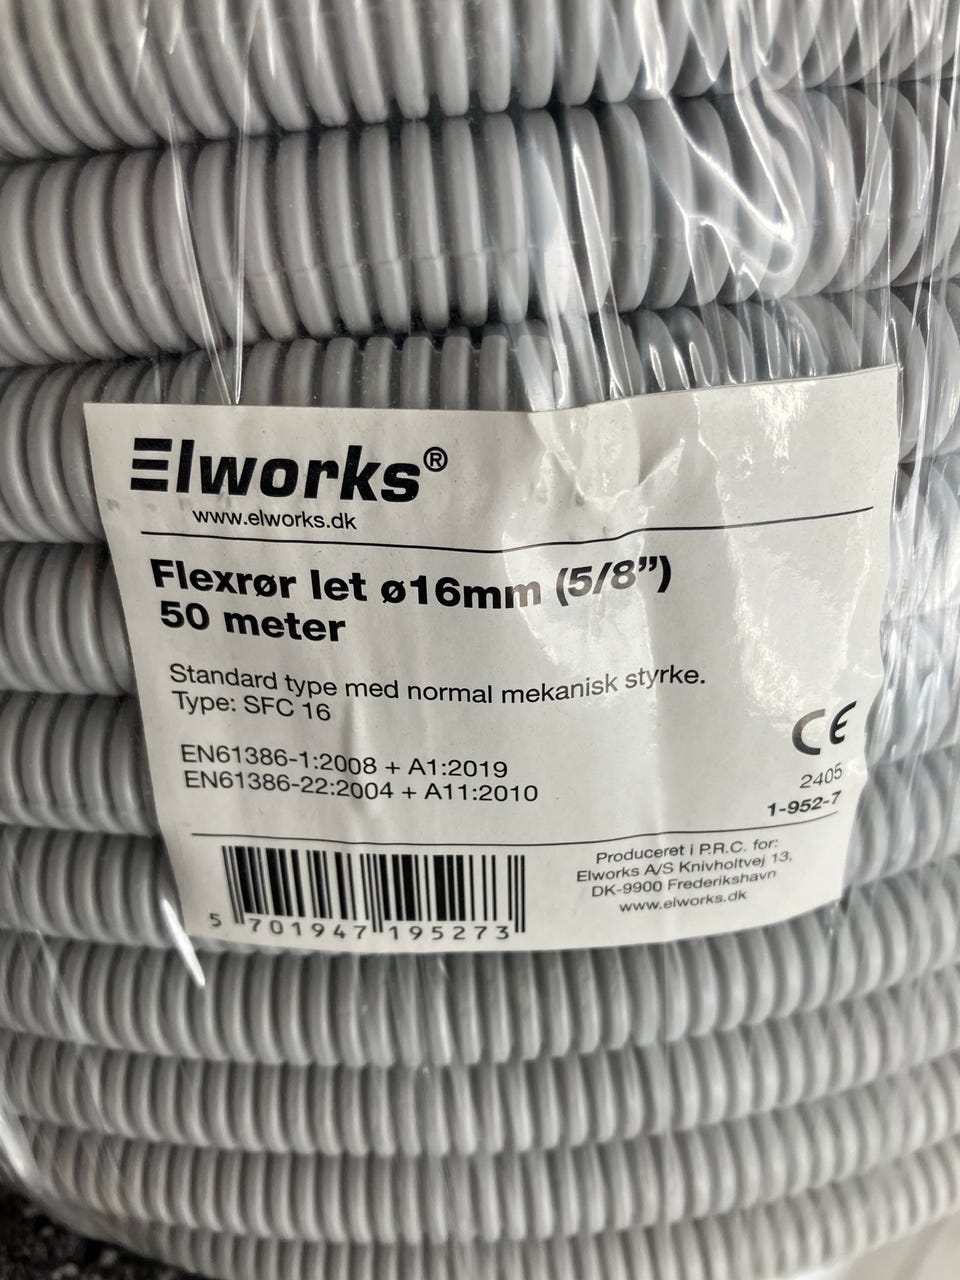 Elworks®
www.elworks.dk
Flexrør let ø16mm (5/8”)
50 meter
Standard type med normal mekanisk styrke.
Type: SFC 16
EN61386-1:2008 + A1:2019
EN61386-22:2004 + A11:2010
CE
2405
1-952-7
Produceret i P.R.C. for:
Elworks A/S Knivholtvej 13,
DK-9900 Frederikshavn
www.elworks.dk
5 701947 195273